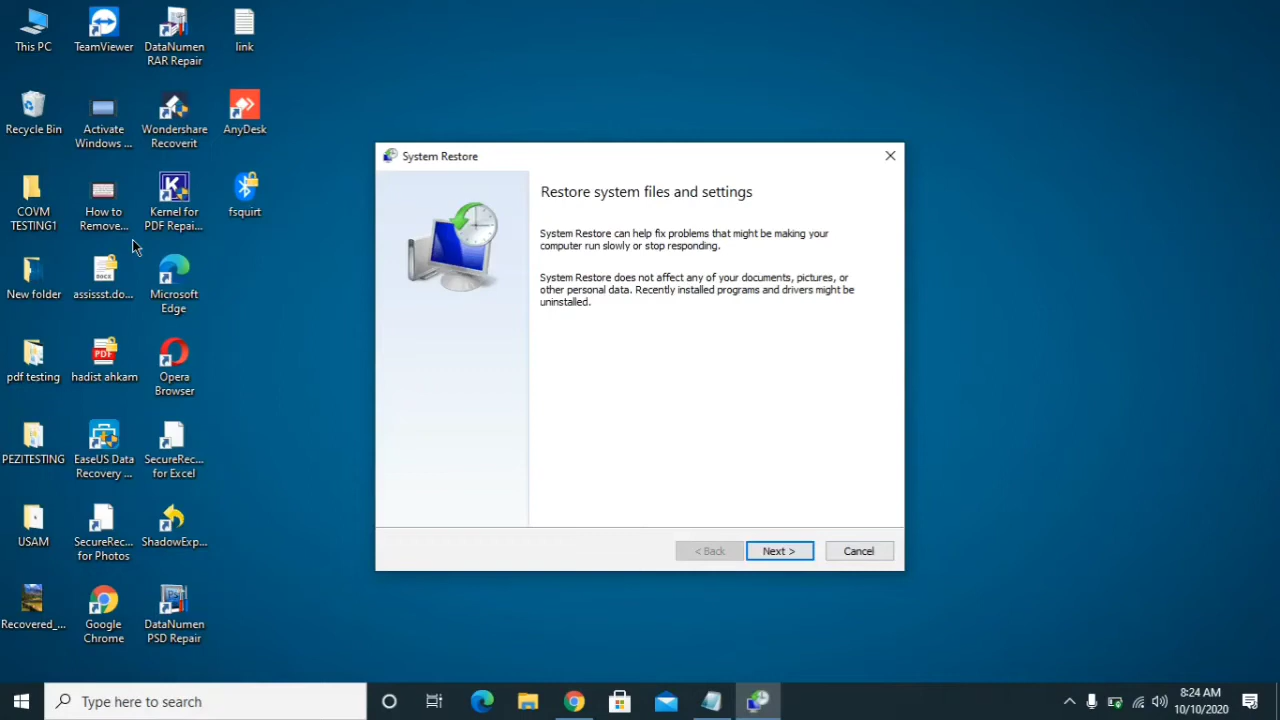 This PC
TeamViewer
DataNumen
RAR Repair
link
Recycle Bin
Activate
Windows ...
Wondershare
Recoverit
AnyDesk
COVM
TESTING1
How to
Remove...
Kernel for
PDF Repai...
fsquirt
New folder
assissst.do...
Microsoft
Edge
pdf testing
hadist ahkam
Opera
Browser
PEZITESTING
EaseUS Data
Recovery ...
SecureRec...
for Excel
USAM
SecureRec...
for Photos
ShadowExp...
Recovered_...
Google
Chrome
DataNumen
PSD Repair
System Restore
Restore system files and settings
System Restore can help fix problems that might be making your
computer run slowly or stop responding.
System Restore does not affect any of your documents, pictures, or
other personal data. Recently installed programs and drivers might be
uninstalled.
< Back
Next >
Cancel
Type here to search
8:24 AM
10/10/2020